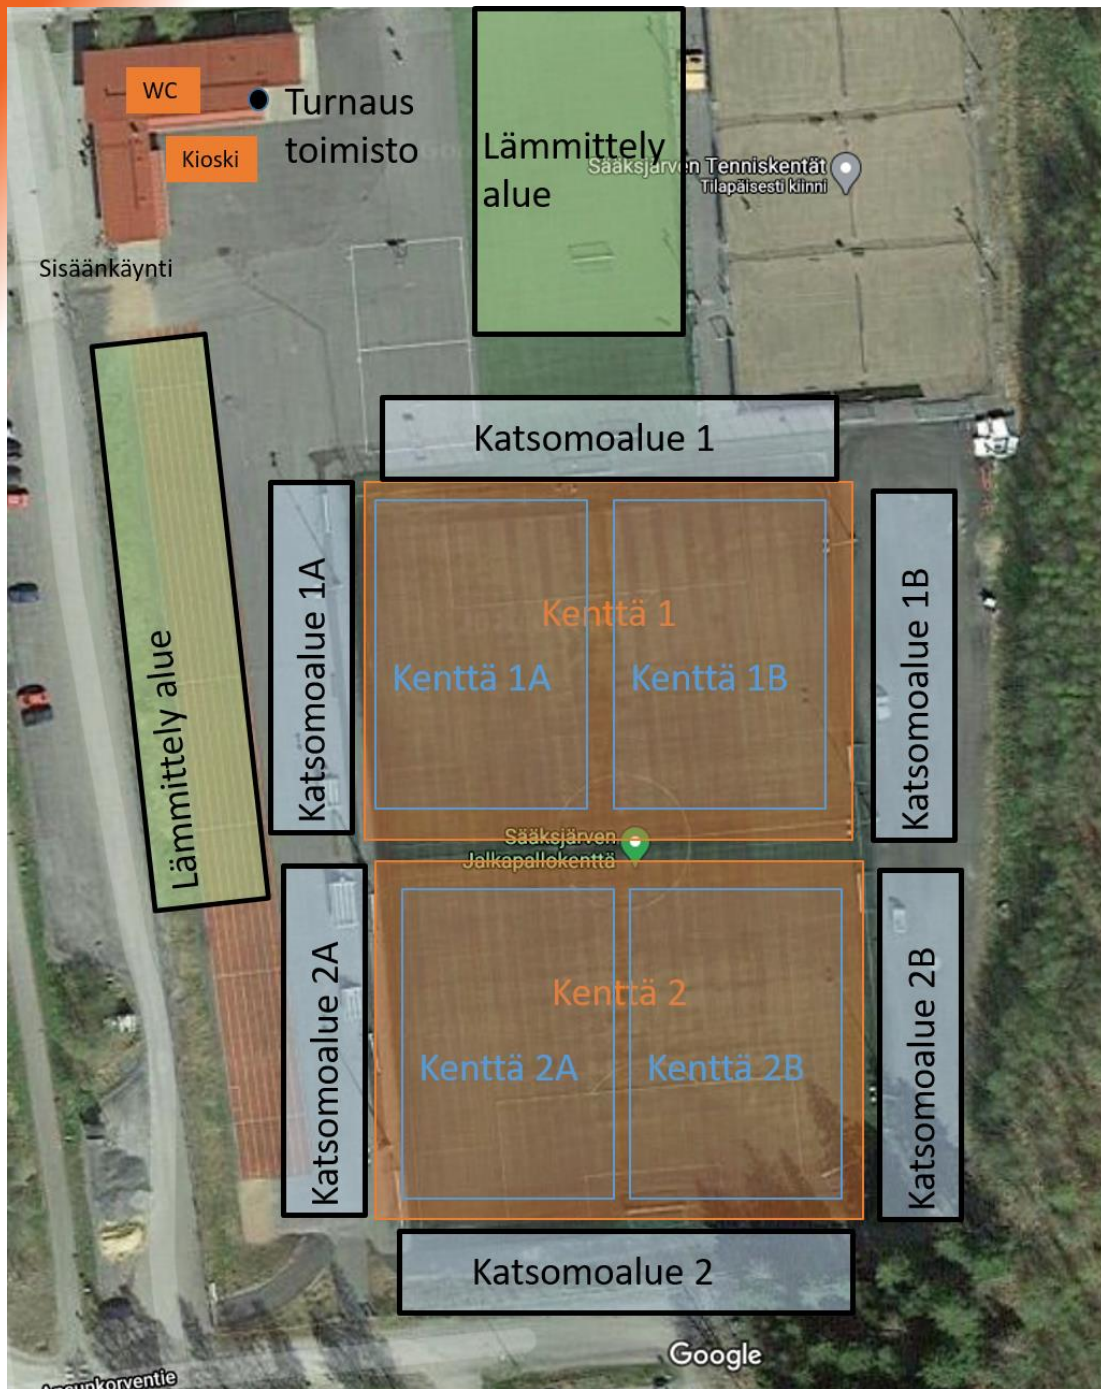 WC
Turnaus
toimisto
Kioski
Lämmittely
alue
Sääksjärven Tenniskentät
Tilapäisesti kiinni
Sisäänkäynti
Katsomoalue 1
Katsomoalue 1A
Katsomoalue 1B
Kenttä 1
Kenttä 1A
Kenttä 1B
Lämmittely alue
Sääksjärven
Jalkapallokenttä
Katsomoalue 2A
Katsomoalue 2B
Kenttä 2
Kenttä 2A
Kenttä 2B
Katsomoalue 2
Google